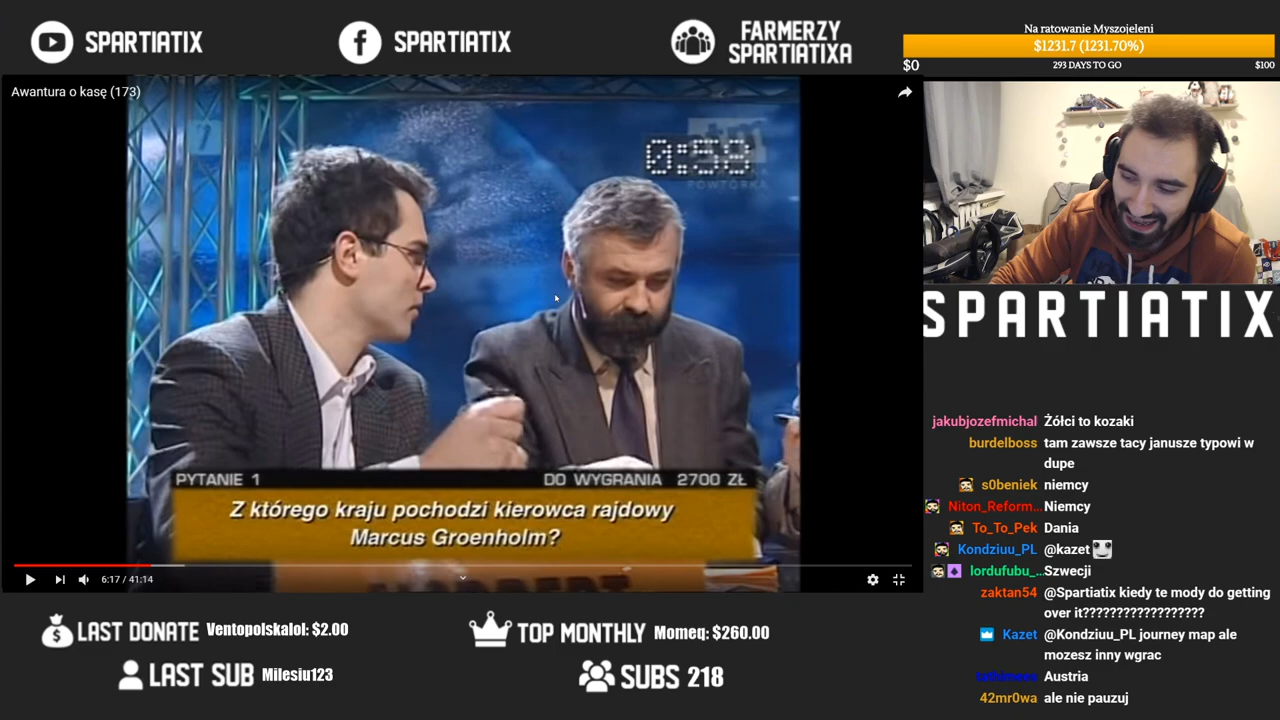 SPARTIATIX
SPARTIATIX
FARMERZY
SPARTIATIXA
Na ratowanie Myszojeleni
$1231.7 (1231.70%)
$0
293 DAYS TO GO
$100
Awantura o kasę (173)
0:58
POWTÓRKA
PYTANIE 1
DO WYGRANIA 2700 ZŁ
Z którego kraju pochodzi kierowca rajdowy
Marcus Groenholm?
6:17 / 41:14
SPARTIATIX
jakubjozefmichal Żółci to kozaki
burdelboss tam zawsze tacy janusze typowi w
dupe
s0beniek niemcy
Niton_Reform... Niemcy
To_To_Pek Dania
Kondziuu_PL @kazet
lordufubu_... Szwecji
zaktan54 @Spartiatix kiedy te mody do getting
over it??????????????????
Kazet @Kondziuu_PL journey map ale
mozesz inny wgrac
Austria
42mr0wa ale nie pauzuj
LAST DONATE Ventopolskalol: $2.00
TOP MONTHLY Momeq: $260.00
LAST SUB Milesiu123
SUBS 218